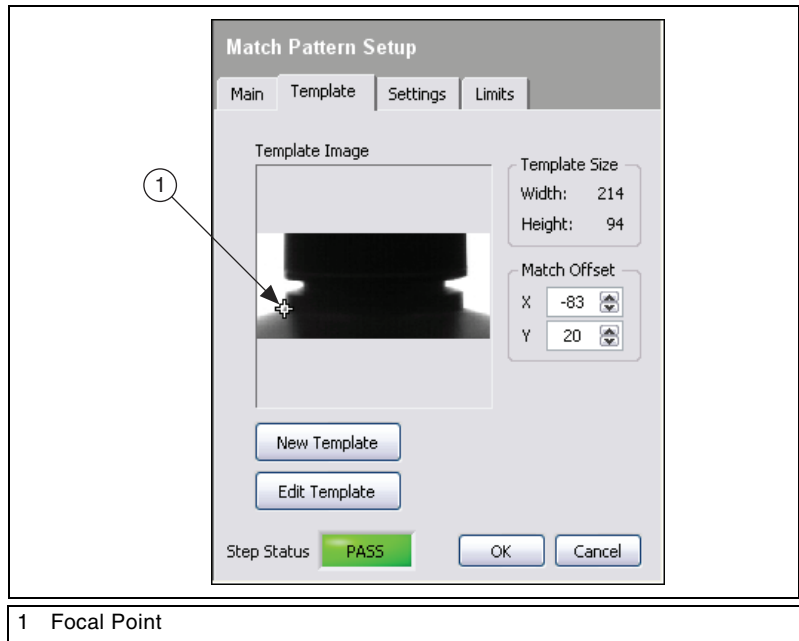 Match Pattern Setup
Main Template Settings Limits
Template Image
1
Template Size
Width: 214
Height: 94
Match Offset
X -83
Y 20
New Template
Edit Template
Step Status PASS OK Cancel
1 Focal Point